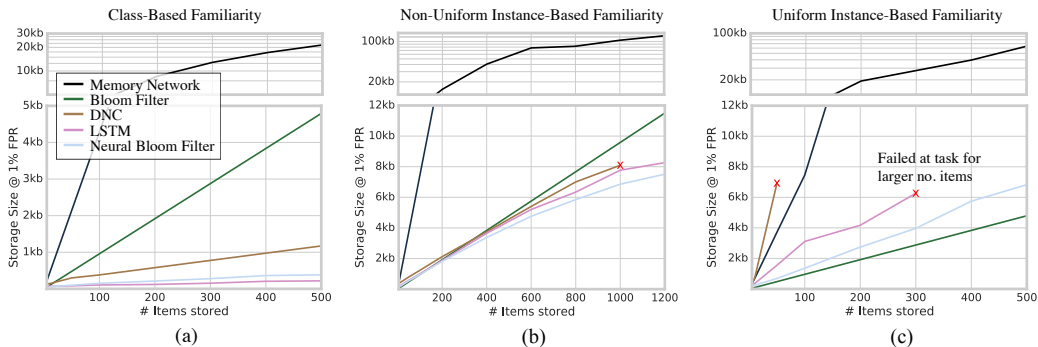 Class-Based Familiarity
30kb
20kb
10kb
Memory Network
Bloom Filter
DNC
LSTM
Neural Bloom Filter
5kb
4kb
3kb
2kb
1kb
Storage Size @ 1% FPR
100 200 300 400 500
# Items stored
(a)
Non-Uniform Instance-Based Familiarity
100kb
20kb
12kb
10kb
8kb
6kb
4kb
2kb
Storage Size @ 1% FPR
x
200 400 600 800 1000 1200
# Items stored
(b)
Uniform Instance-Based Familiarity
100kb
20kb
12kb
10kb
8kb
6kb
4kb
2kb
Storage Size @ 1% FPR
Failed at task for
larger no. items
x
x
100 200 300 400 500
# Items stored
(c)